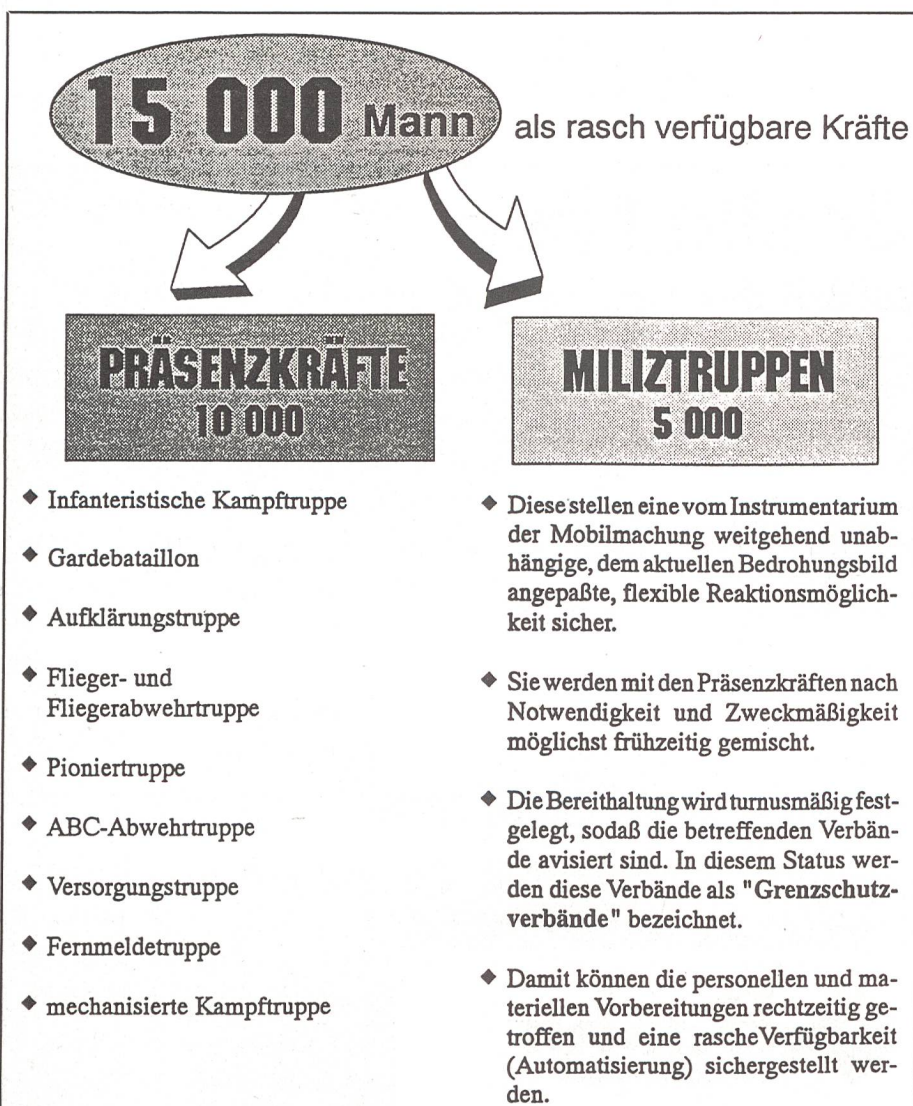 15 000 Mann als rasch verfügbare Kräfte
PRÄSENZKRÄFTE
10 000
◆ Infanteristische Kampftruppe
◆ Gardebataillon
◆ Aufklärungstruppe
◆ Flieger- und
Fliegerabwehrtruppe
◆ Pioniertruppe
◆ ABC-Abwehrtruppe
◆ Versorgungstruppe
◆ Fernmeldetruppe
◆ mechanisierte Kampftruppe
MILIZTRUPPEN
5 000
◆ Diese stellen eine vom Instrumentarium
der Mobilmachung weitgehend unab-
hängige, dem aktuellen Bedrohungsbild
angepaßte, flexible Reaktionsmöglich-
keit sicher.
◆ Sie werden mit den Präsenzkräften nach
Notwendigkeit und Zweckmäßigkeit
möglichst frühzeitig gemischt.
◆ Die Bereithaltung wird turnusmäßig fest-
gelegt, sodaß die betreffenden Verbän-
de avisiert sind. In diesem Status wer-
den diese Verbände als "Grenzschutz-
verbände" bezeichnet.
◆ Damit können die personellen und ma-
teriellen Vorbereitungen rechtzeitig ge-
troffen und eine rasche Verfügbarkeit
(Automatisierung) sichergestellt wer-
den.